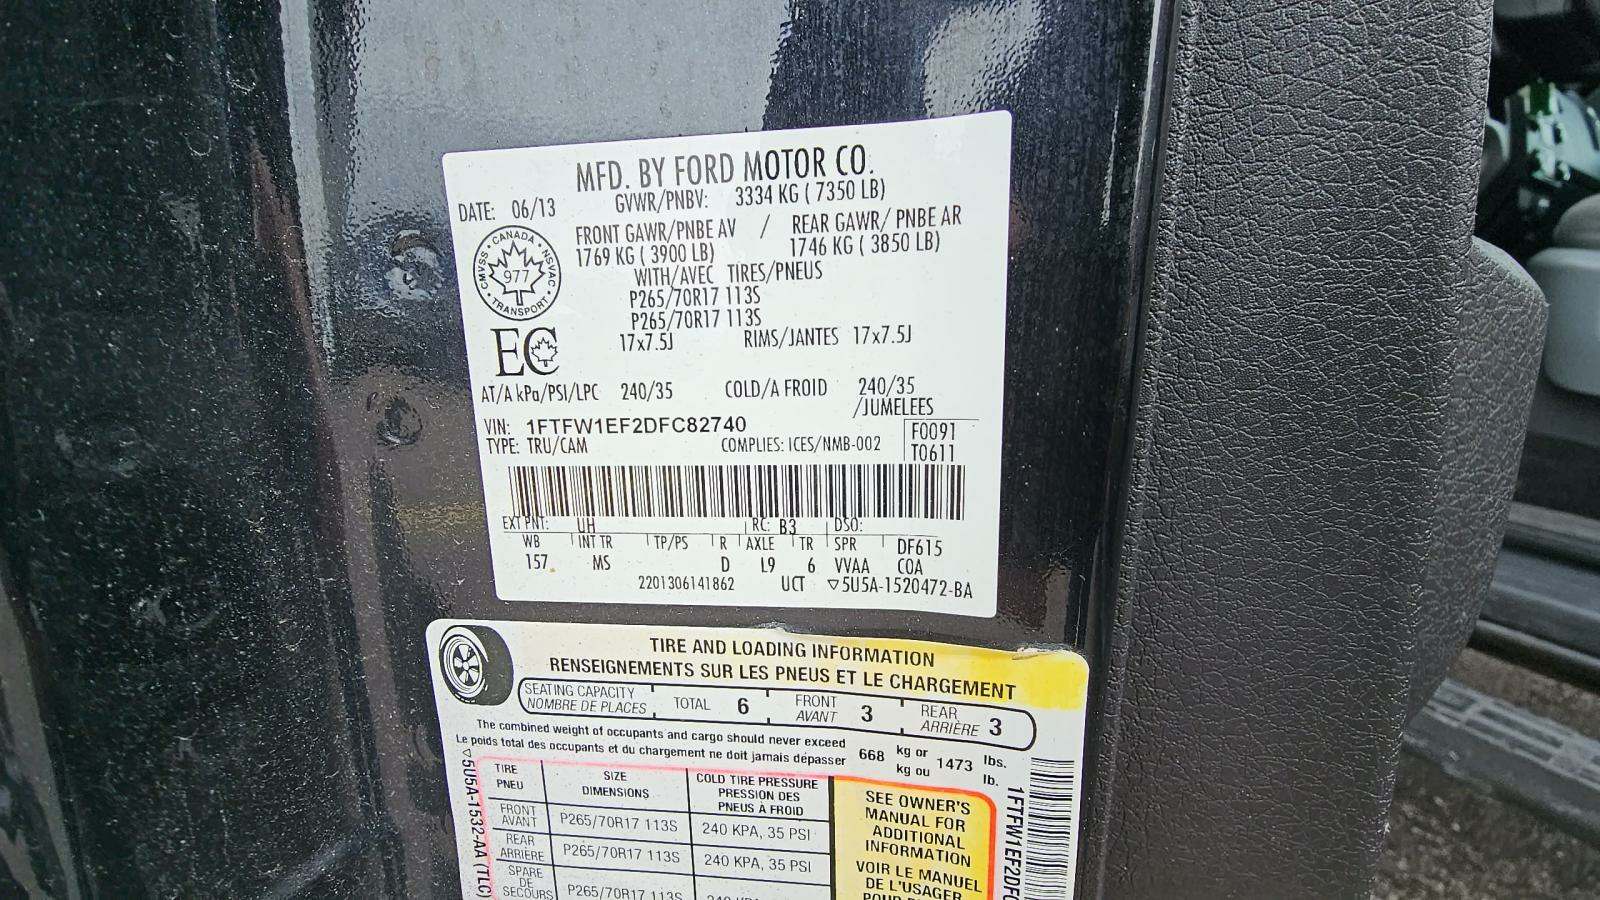 MFD. BY FORD MOTOR CO.
DATE: 06/13
GVWR/PNBV: 3334 KG ( 7350 LB)
FRONT GAWR/PNBE AV / REAR GAWR/ PNBE AR
1769 KG ( 3900 LB) 1746 KG ( 3850 LB)
WITH/AVEC TIRES/PNEUS
CANADA
CMVSS · NSVAC
977
TRANSPORT
P265/70R17 113S
P265/70R17 113S
EC
17x7.5J RIMS/JANTES 17x7.5J
AT/A kPa/PSI/LPC 240/35 COLD/A FROID 240/35
/JUMELEES
VIN: 1FTFW1EF2DFC82740
TYPE: TRU/CAM COMPLIES: ICES/NMB-002
F0091
T0611
EXT PNT: UH RC: B3 DSO:
WB INT TR TP/PS R AXLE TR SPR DF615
157 MS D L9 6 VVAA COA
2201306141862 UCT ▽5U5A-1520472-BA
TIRE AND LOADING INFORMATION
RENSEIGNEMENTS SUR LES PNEUS ET LE CHARGEMENT
SEATING CAPACITY
NOMBRE DE PLACES
TOTAL 6
FRONT
AVANT 3
REAR
ARRIÈRE 3
The combined weight of occupants and cargo should never exceed
Le poids total des occupants et du chargement ne doit jamais dépasser
668 kg or
kg ou
1473 lbs.
lb.
TIRE
PNEU
SIZE
DIMENSIONS
COLD TIRE PRESSURE
PRESSION DES
PNEUS À FROID
FRONT
AVANT
P265/70R17 113S
240 KPA, 35 PSI
REAR
ARRIÈRE
P265/70R17 113S
240 KPA, 35 PSI
SPARE
DE
SECOURS
P265/70R17 113S
SEE OWNER'S
MANUAL FOR
ADDITIONAL
INFORMATION
VOIR LE MANUEL
DE L'USAGER
▽5U5A-1532-AA (TLC)
1FTFW1EF2DFC